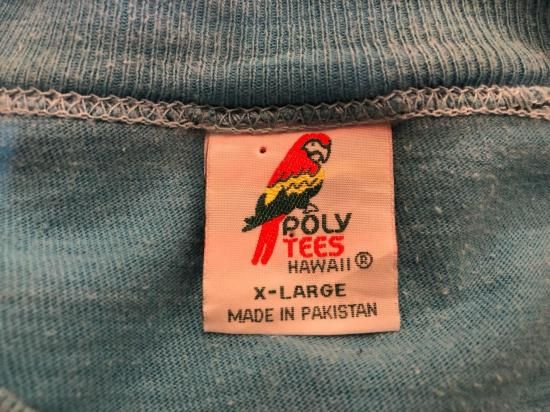 POLY
TEES
HAWAII ®
X-LARGE
MADE IN PAKISTAN